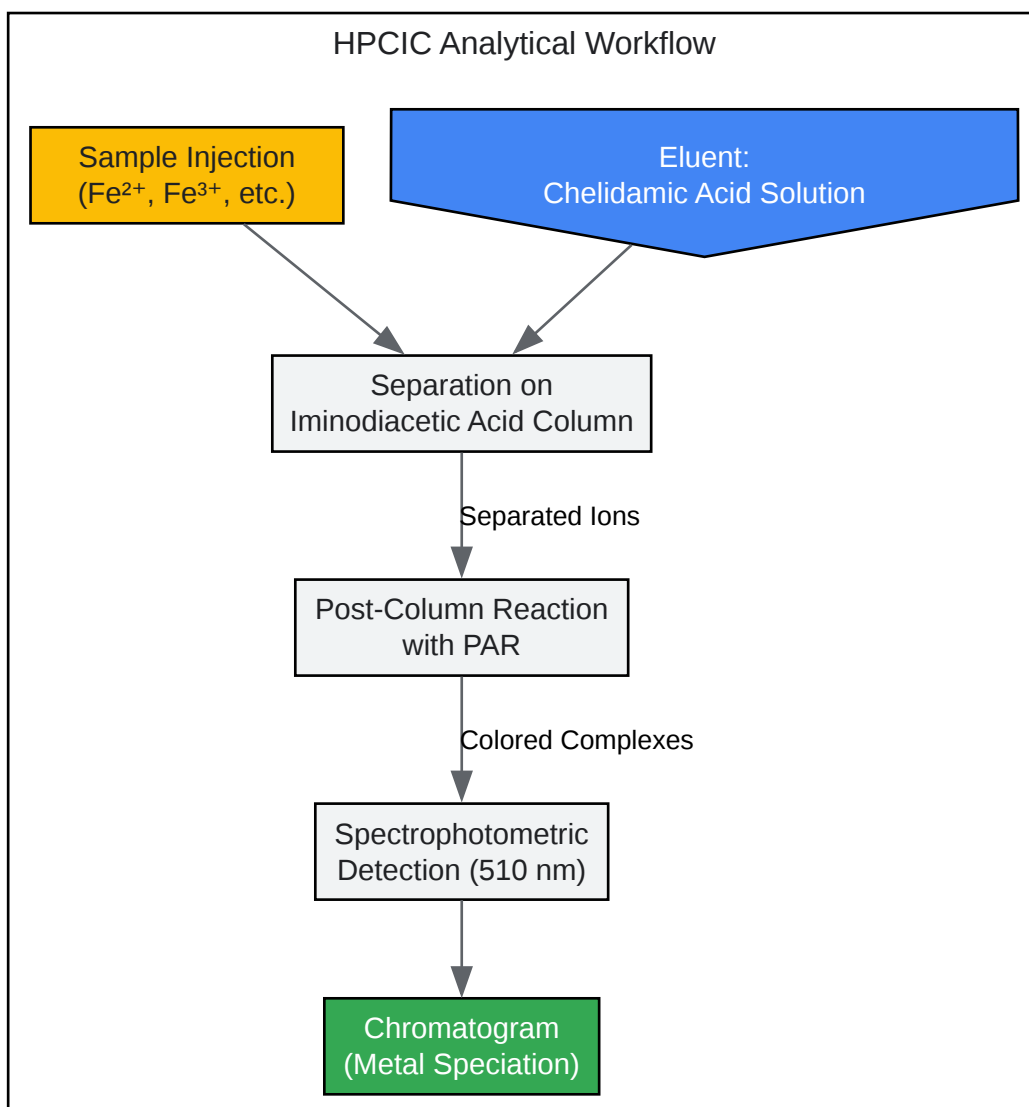 HPCIC Analytical Workflow
Sample Injection
(Fe²⁺, Fe³⁺, etc.)
Eluent:
Chelidamic Acid Solution
Separation on
Iminodiacetic Acid Column
Separated Ions
Post-Column Reaction
with PAR
Colored Complexes
Spectrophotometric
Detection (510 nm)
Chromatogram
(Metal Speciation)